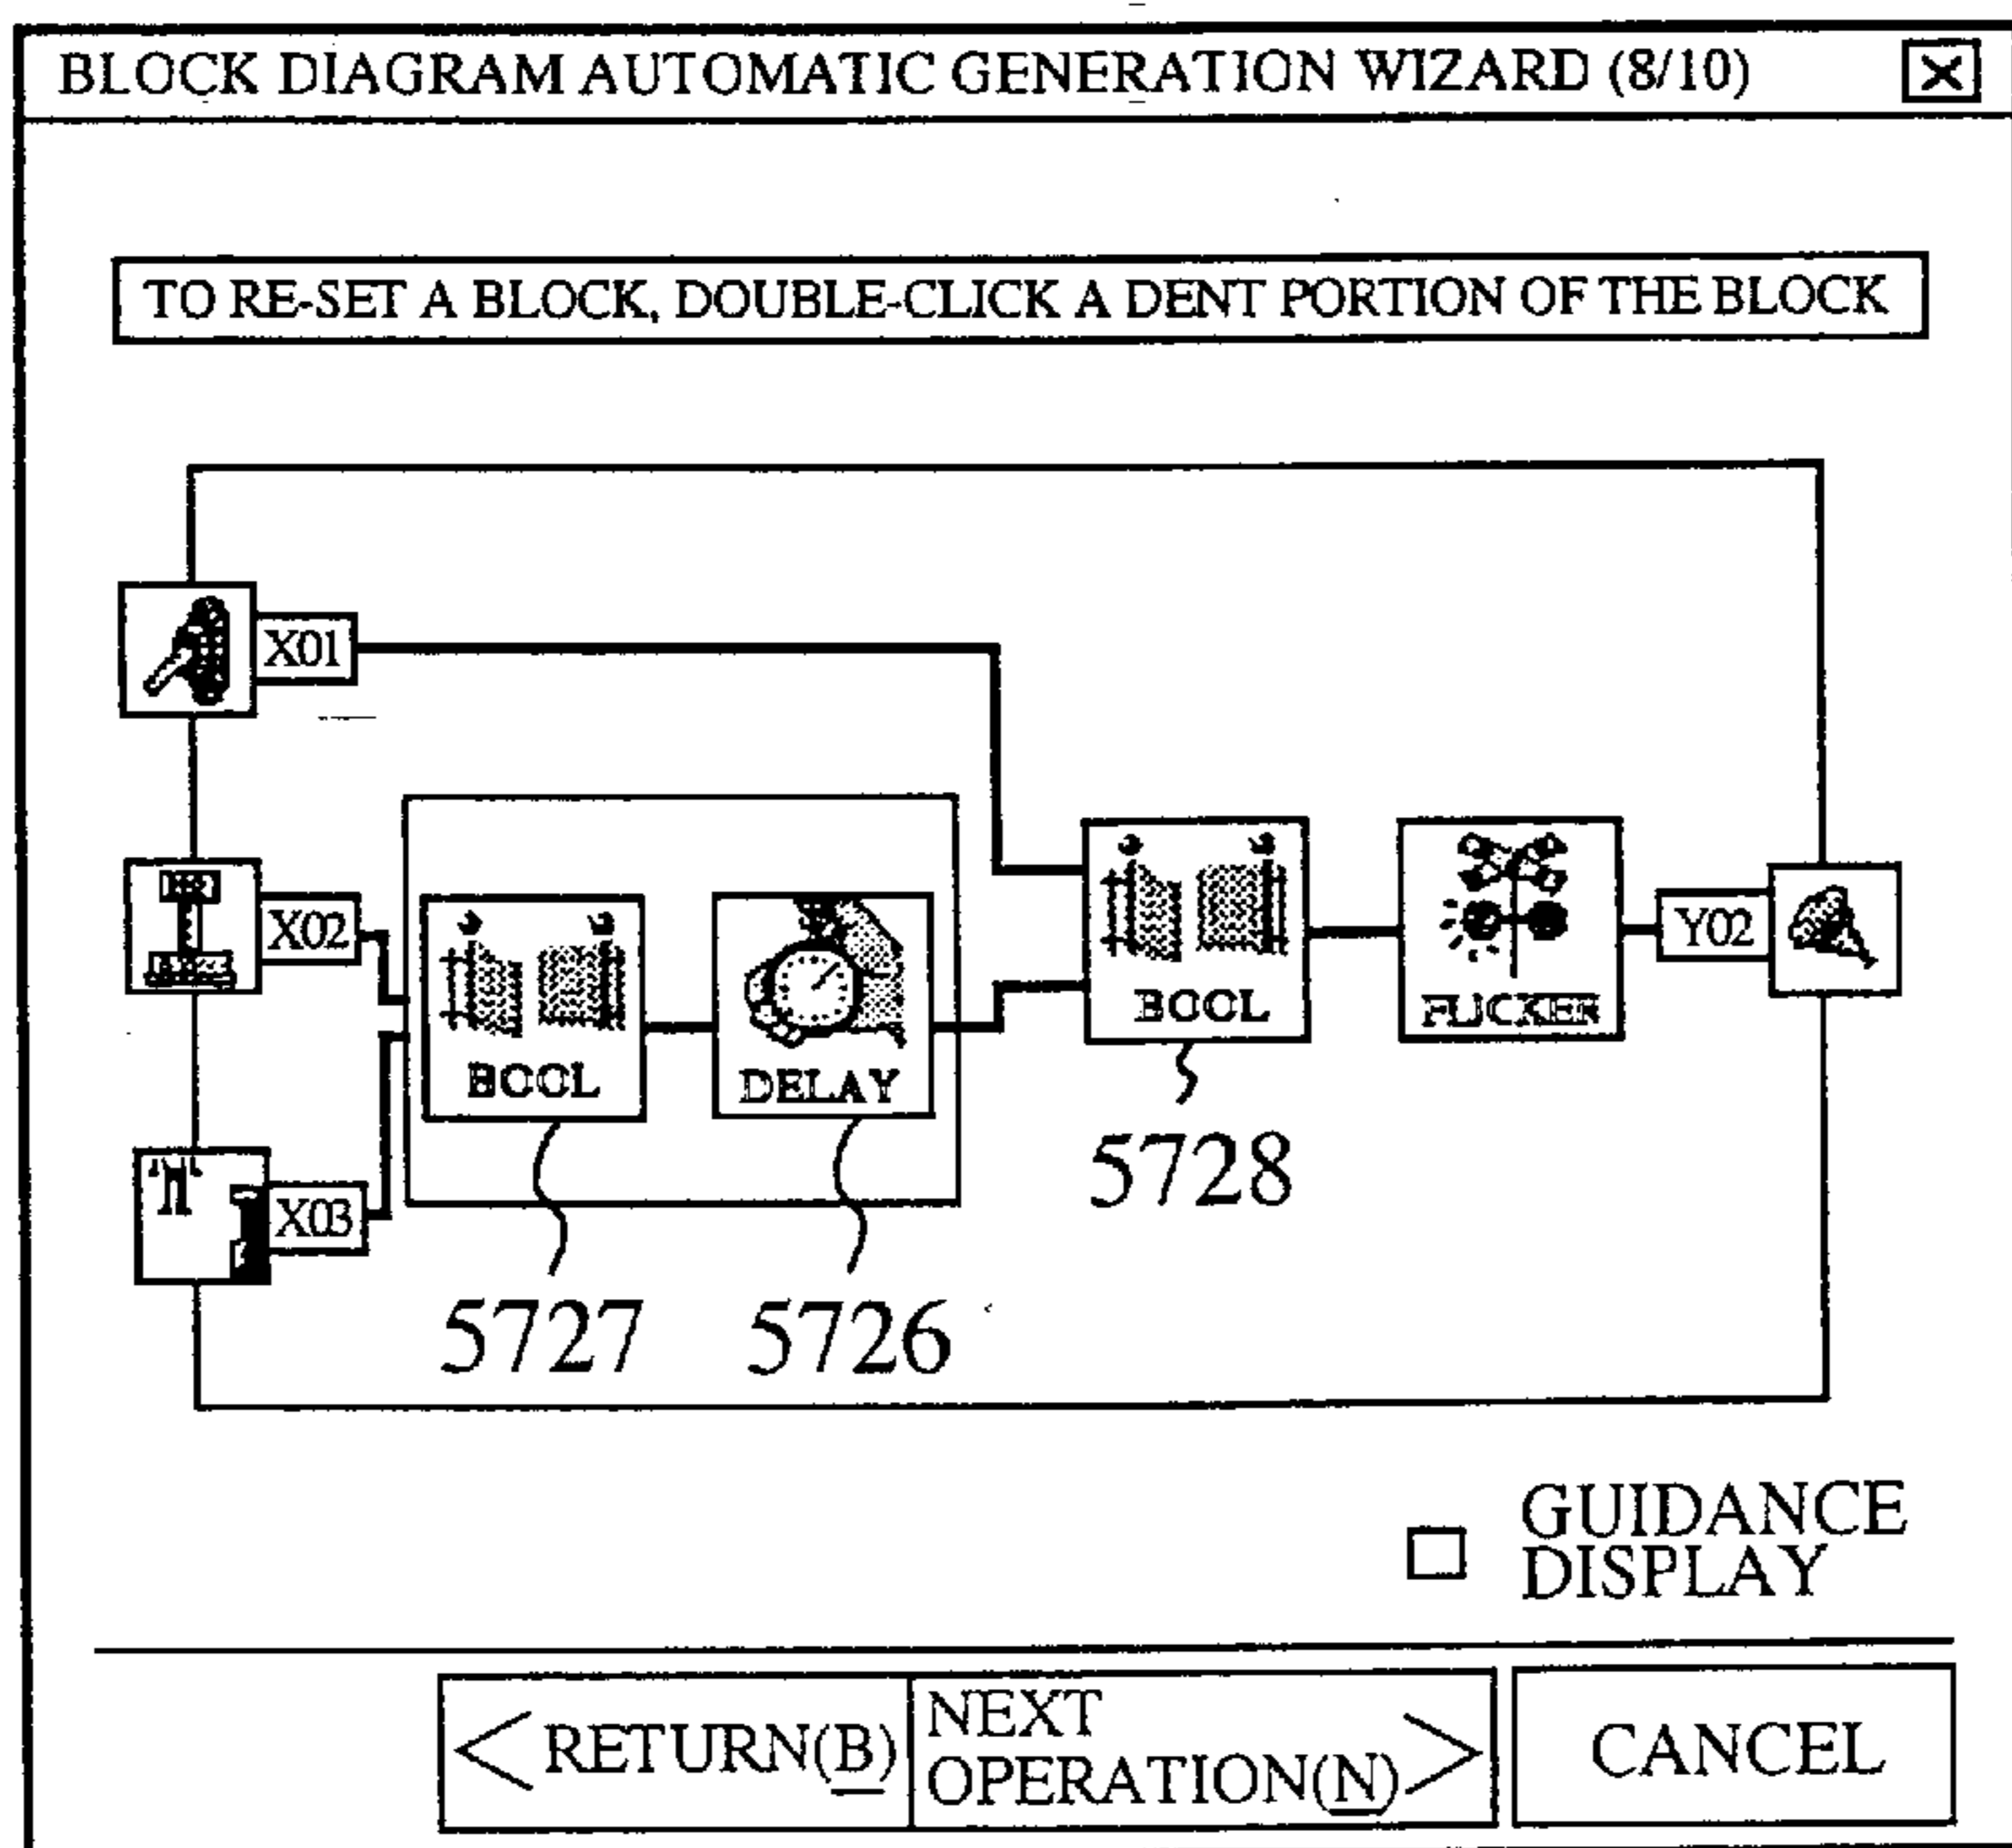 BLOCK DIAGRAM AUTOMATIC GENERATION WIZARD (8/10)
TO RE-SET A BLOCK, DOUBLE-CLICK A DENT PORTION OF THE BLOCK
X01
X02
X03
BOOL
DELAY
BOOL
FLICKER
Y02
5728
5727
5726
GUIDANCE
DISPLAY
< RETURN(B)
NEXT
OPERATION(N) >
CANCEL